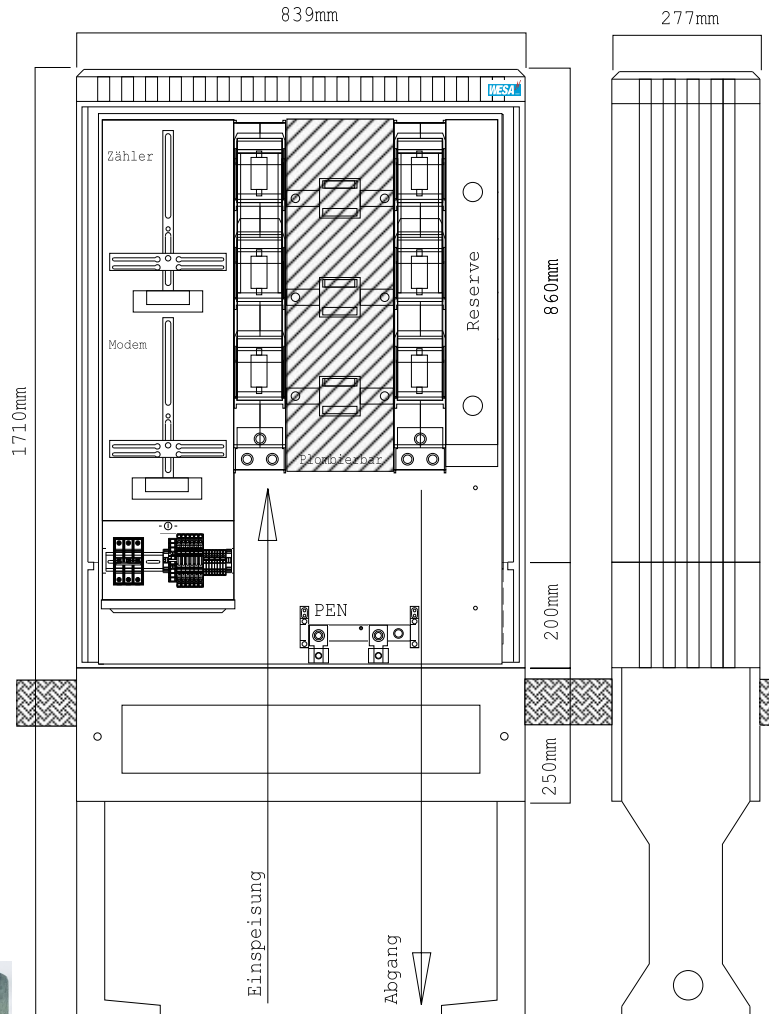 839mm
277mm
WESA
Zähler
Reserve
860mm
Modem
1710mm
Plombierbar
PEN
200mm
250mm
Einspeisung
Abgang